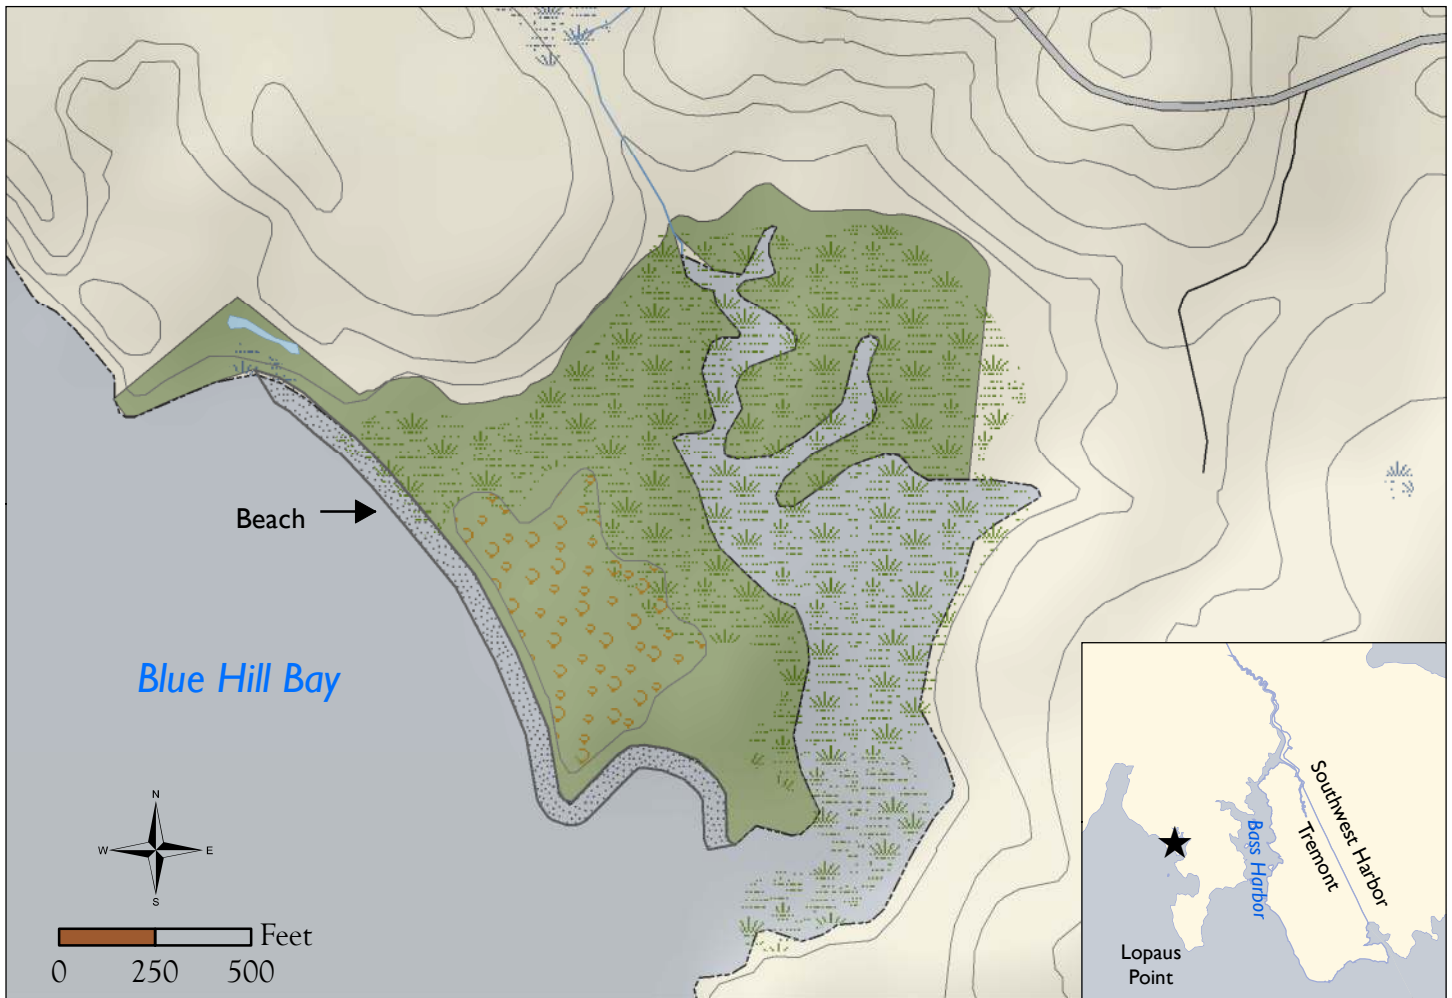 Beach
Blue Hill Bay
N
W
E
S
Feet
0
250
500
Southwest Harbor
Tremont
Bass Harbor
Lopaus
Point